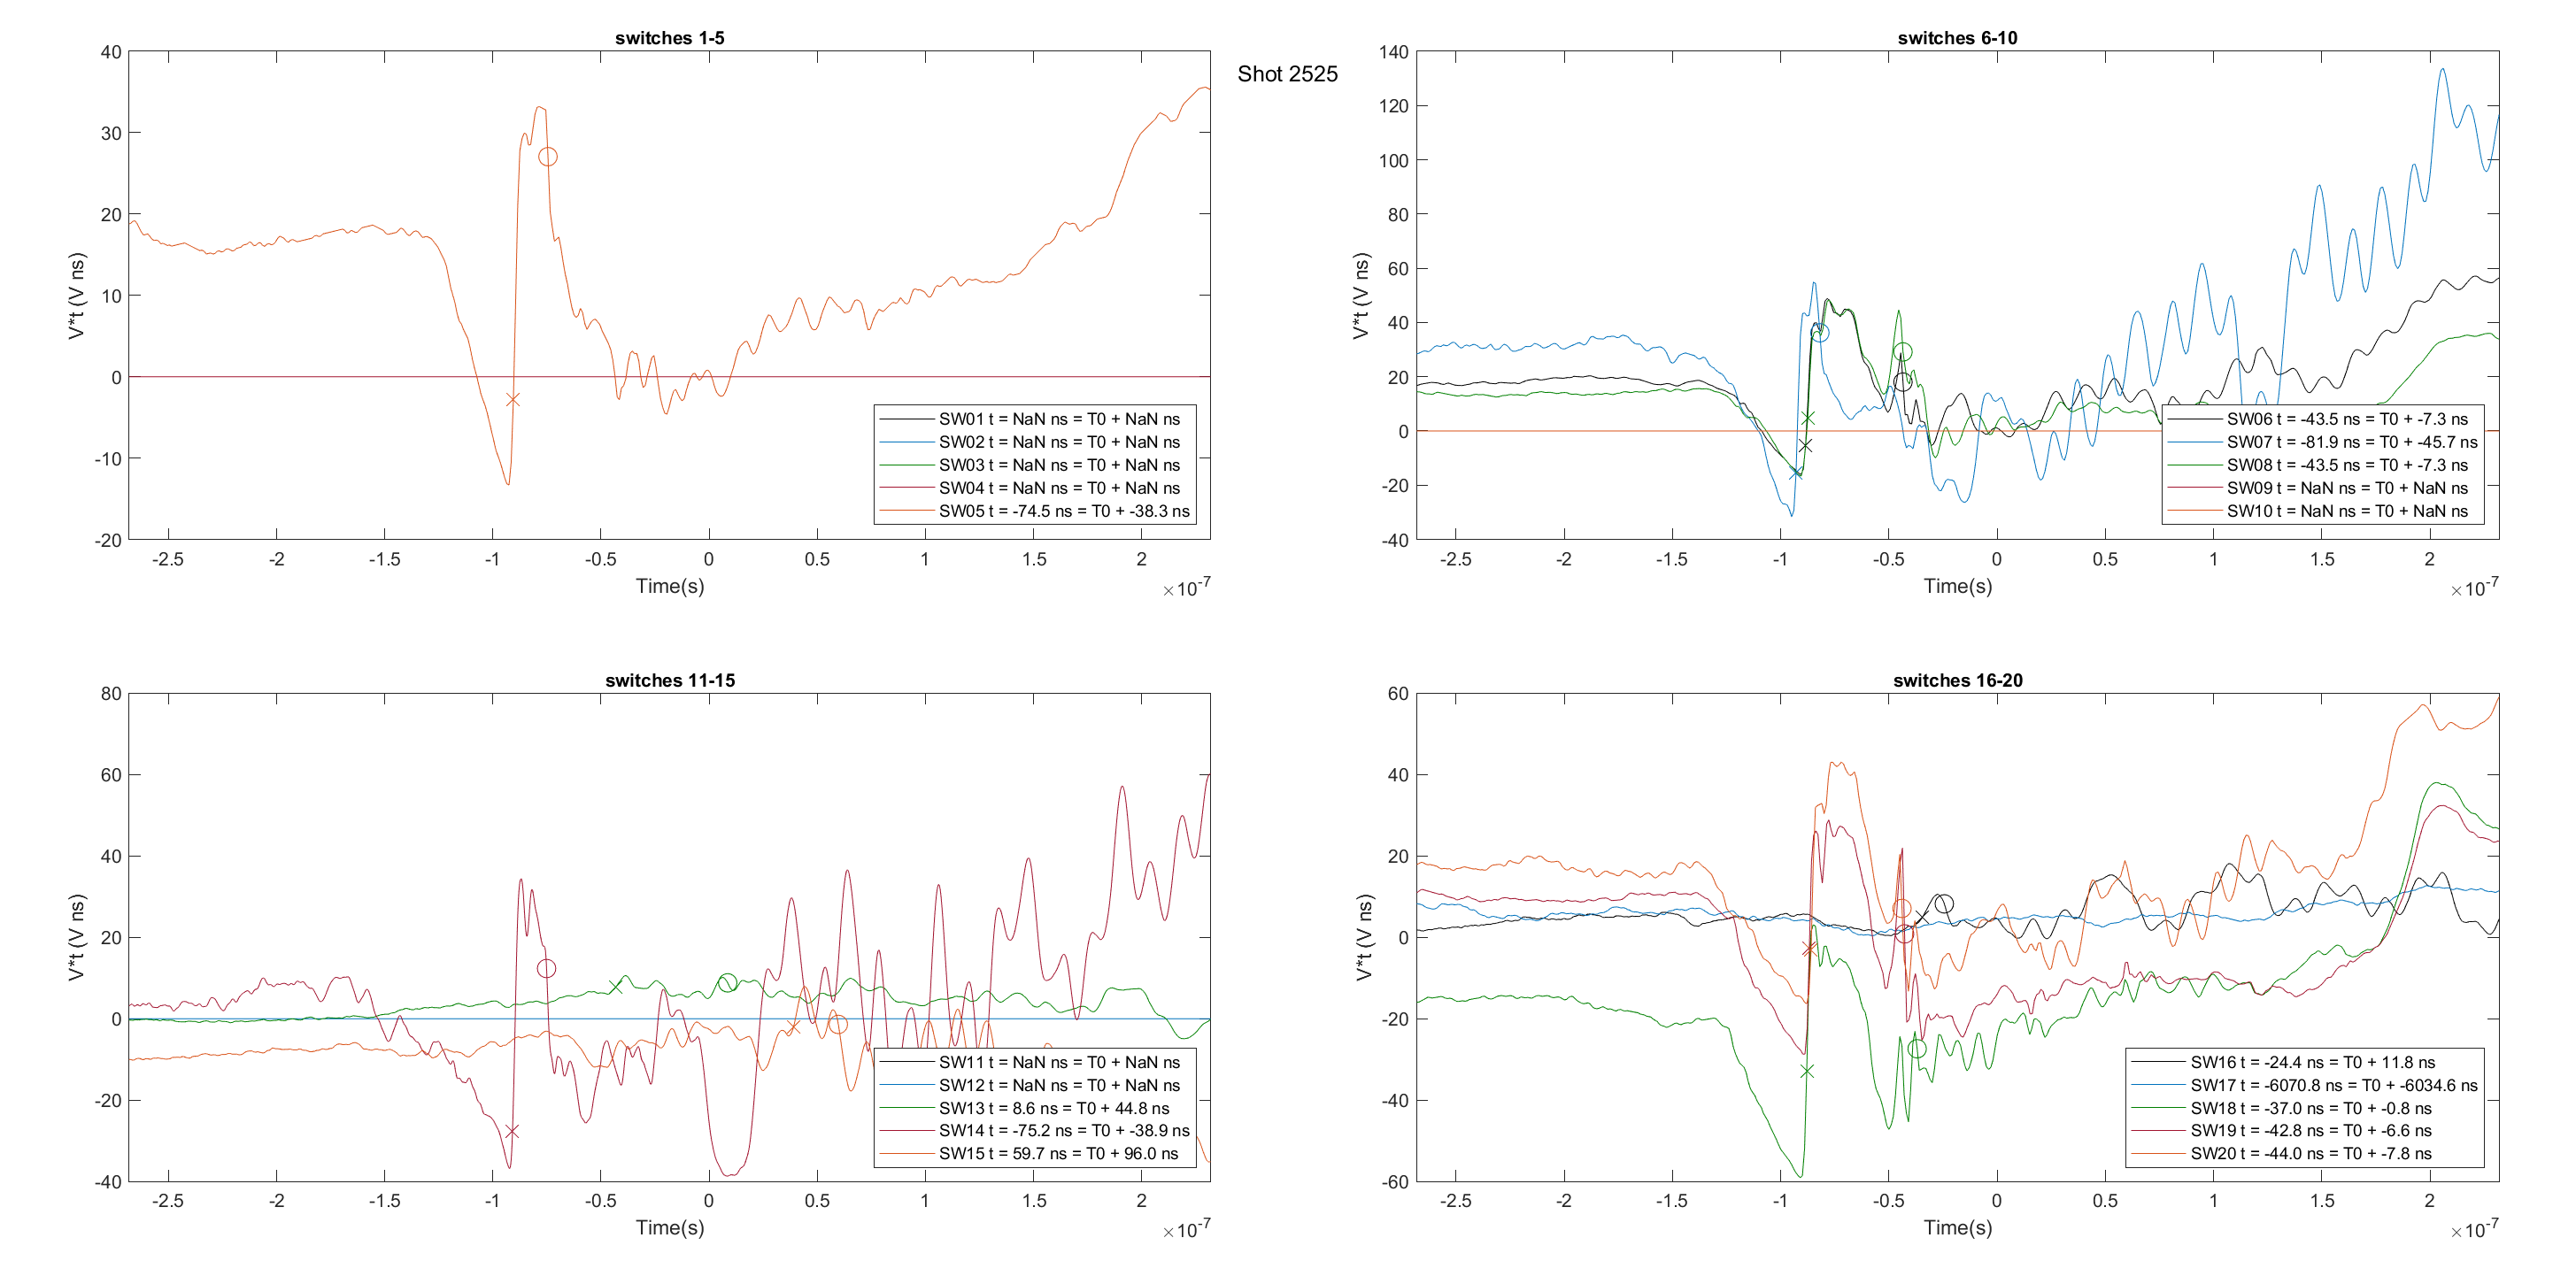 Shot 2525
switches 1-5
40
30
20
10
0
-10
-20
V*t (V ns)
-2.5 -2 -1.5 -1 -0.5 0 0.5 1 1.5 2
Time(s)
×10-7
SW01 t = NaN ns = T0 + NaN ns
SW02 t = NaN ns = T0 + NaN ns
SW03 t = NaN ns = T0 + NaN ns
SW04 t = NaN ns = T0 + NaN ns
SW05 t = -74.5 ns = T0 + -38.3 ns
switches 6-10
140
120
100
80
60
40
20
0
-20
-40
V*t (V ns)
-2.5 -2 -1.5 -1 -0.5 0 0.5 1 1.5 2
Time(s)
×10-7
SW06 t = -43.5 ns = T0 + -7.3 ns
SW07 t = -81.9 ns = T0 + -45.7 ns
SW08 t = -43.5 ns = T0 + -7.3 ns
SW09 t = NaN ns = T0 + NaN ns
SW10 t = NaN ns = T0 + NaN ns
switches 11-15
80
60
40
20
0
-20
-40
V*t (V ns)
-2.5 -2 -1.5 -1 -0.5 0 0.5 1 1.5 2
Time(s)
×10-7
SW11 t = NaN ns = T0 + NaN ns
SW12 t = NaN ns = T0 + NaN ns
SW13 t = 8.6 ns = T0 + 44.8 ns
SW14 t = -75.2 ns = T0 + -38.9 ns
SW15 t = 59.7 ns = T0 + 96.0 ns
switches 16-20
60
40
20
0
-20
-40
-60
V*t (V ns)
-2.5 -2 -1.5 -1 -0.5 0 0.5 1 1.5 2
Time(s)
×10-7
SW16 t = -24.4 ns = T0 + 11.8 ns
SW17 t = -6070.8 ns = T0 + -6034.6 ns
SW18 t = -37.0 ns = T0 + -0.8 ns
SW19 t = -42.8 ns = T0 + -6.6 ns
SW20 t = -44.0 ns = T0 + -7.8 ns